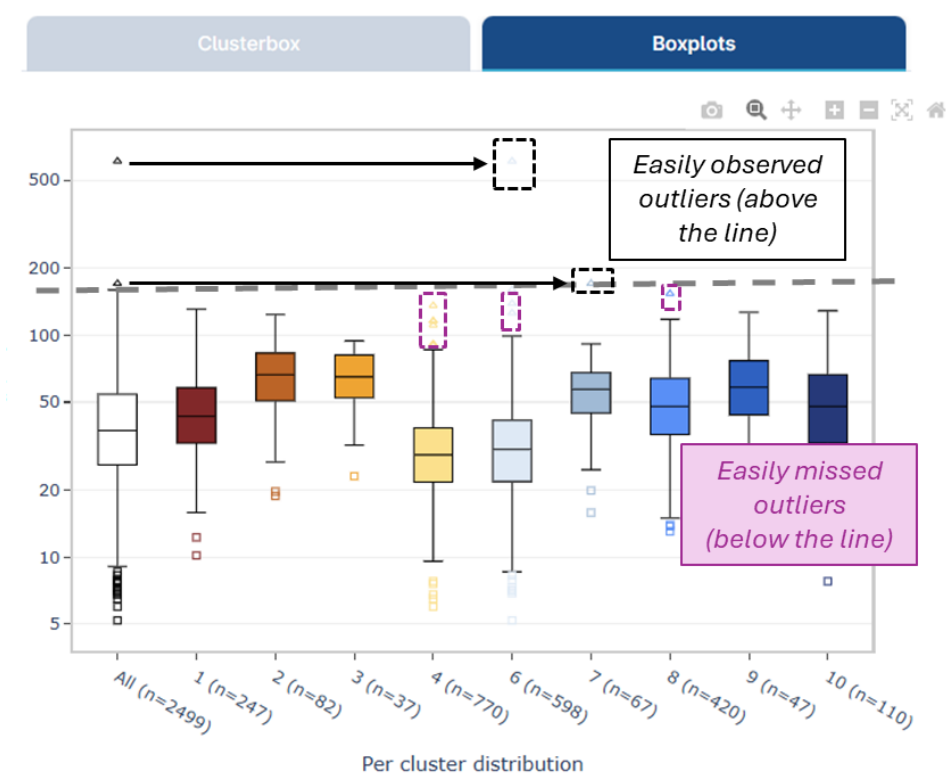 Clusterbox
Boxplots
Easily observed
outliers (above
the line)
500
200
100
50
20
10
5
Easily missed
outliers
(below the line)
All (n=2499)
1 (n=247)
2 (n=82)
3 (n=37)
4 (n=770)
6 (n=598)
7 (n=67)
8 (n=420)
9 (n=47)
10 (n=110)
Per cluster distribution